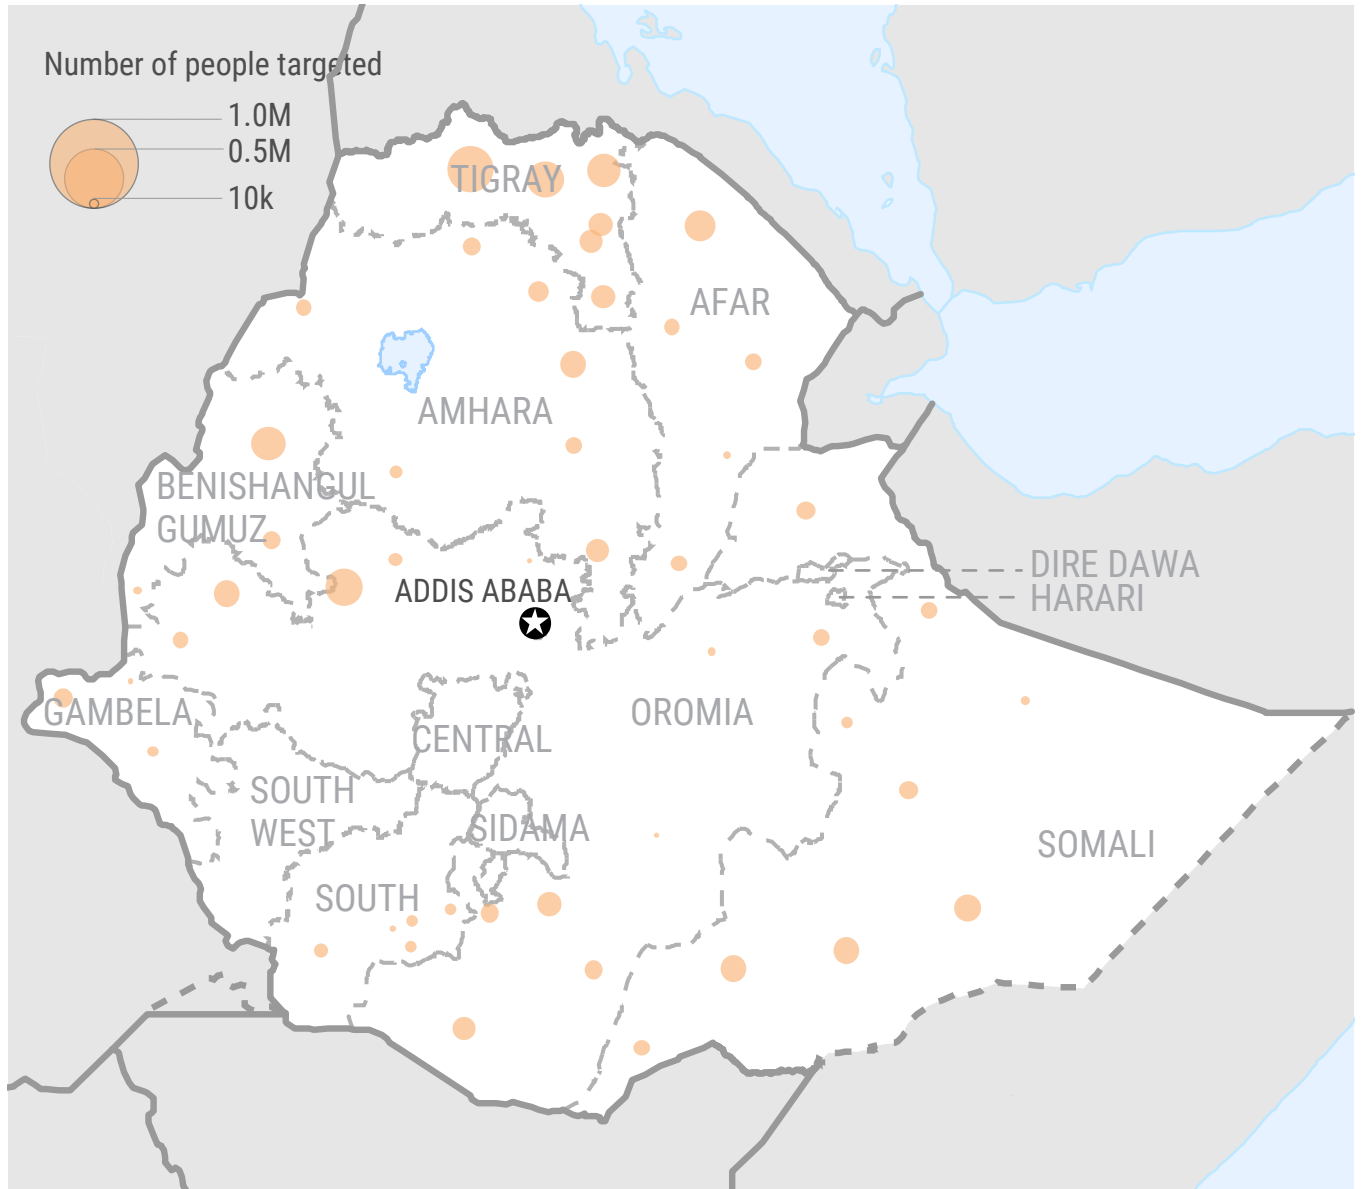 Number of people targeted
1.0M
0.5M
10k
TIGRAY
AFAR
AMHARA
BENISHANGUL
GUMUZ
ADDIS ABABA
DIRE DAWA
HARARI
GAMBELA
OROMIA
CENTRAL
SOUTH
WEST
SIDAMA
SOMALI
SOUTH